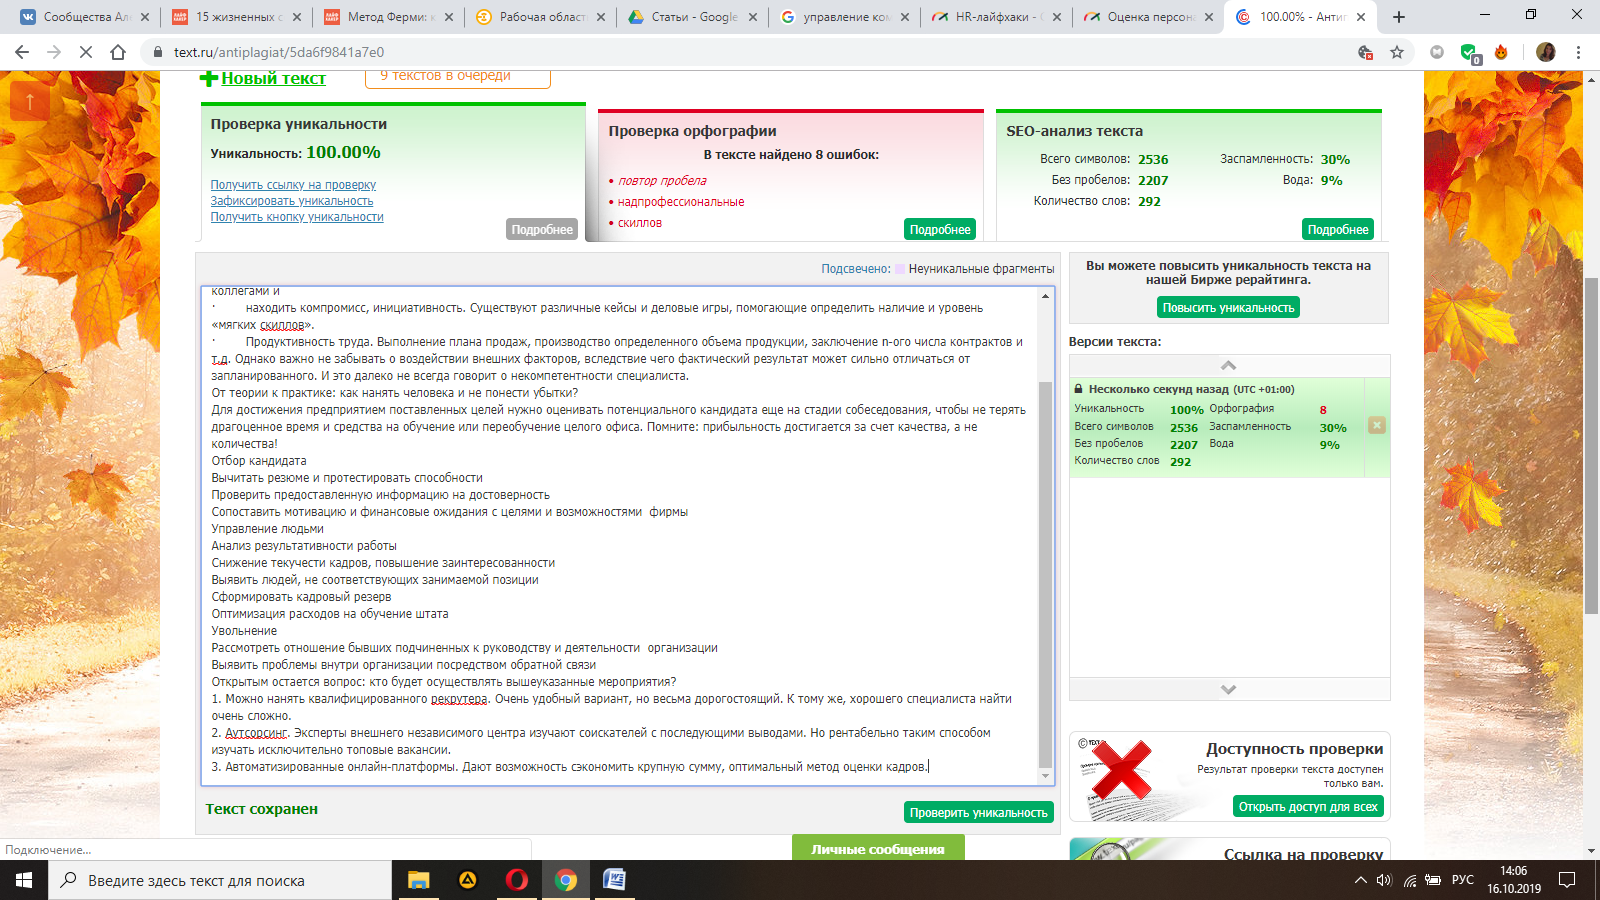 Сообщества Ал
15 жизненных с
Метод Ферми: к
Рабочая област
Статьи - Google
управление ком
HR-лайфхаки - С
Оценка персона
100.00% - Антип
text.ru/antiplagiat/5da6f9841a7e0
0
Новый текст
9 текстов в очереди
Проверка уникальности
Уникальность: 100.00%
Получить ссылку на проверку
Зафиксировать уникальность
Получить кнопку уникальности
Подробнее
Проверка орфографии
В тексте найдено 8 ошибок:
• повтор пробела
• надпрофессиональные
• скиллов
Подробнее
SEO-анализ текста
Всего символов: 2536 Заспамленность: 30%
Без пробелов: 2207 Вода: 9%
Количество слов: 292
Подробнее
Подсвечено: Неуникальные фрагменты
коллегами и
· находить компромисс, инициативность. Существуют различные кейсы и деловые игры, помогающие определить наличие и уровень
«мягких скиллов».
· Продуктивность труда. Выполнение плана продаж, производство определенного объема продукции, заключение n-ого числа контрактов и
т.д. Однако важно не забывать о воздействии внешних факторов, вследствие чего фактический результат может сильно отличаться от
запланированного. И это далеко не всегда говорит о некомпетентности специалиста.
От теории к практике: как нанять человека и не понести убытки?
Для достижения предприятием поставленных целей нужно оценивать потенциального кандидата еще на стадии собеседования, чтобы не терять
драгоценное время и средства на обучение или переобучение целого офиса. Помните: прибыльность достигается за счет качества, а не
количества!
Отбор кандидата
Вычитать резюме и протестировать способности
Проверить предоставленную информацию на достоверность
Сопоставить мотивацию и финансовые ожидания с целями и возможностями  фирмы
Управление людьми
Анализ результативности работы
Снижение текучести кадров, повышение заинтересованности
Выявить людей, не соответствующих занимаемой позиции
Сформировать кадровый резерв
Оптимизация расходов на обучение штата
Увольнение
Рассмотреть отношение бывших подчиненных к руководству и деятельности  организации
Выявить проблемы внутри организации посредством обратной связи
Открытым остается вопрос: кто будет осуществлять вышеуказанные мероприятия?
1. Можно нанять квалифицированного рекрутера. Очень удобный вариант, но весьма дорогостоящий. К тому же, хорошего специалиста найти
очень сложно.
2. Аутсорсинг. Эксперты внешнего независимого центра изучают соискателей с последующими выводами. Но рентабельно таким способом
изучать исключительно топовые вакансии.
3. Автоматизированные онлайн-платформы. Дают возможность сэкономить крупную сумму, оптимальный метод оценки кадров.
Текст сохранен
Проверить уникальность
Вы можете повысить уникальность текста на
нашей Бирже рерайтинга.
Повысить уникальность
Версии текста:
Несколько секунд назад (UTC +01:00)
Уникальность 100% Орфография 8
Всего символов 2536 Заспамленность 30%
Без пробелов 2207 Вода 9%
Количество слов 292
Доступность проверки
Результат проверки текста доступен
только вам.
Открыть доступ для всех
Ссылка на проверку
Личные сообщения
Подключение...
Введите здесь текст для поиска
РУС
14:06
16.10.2019